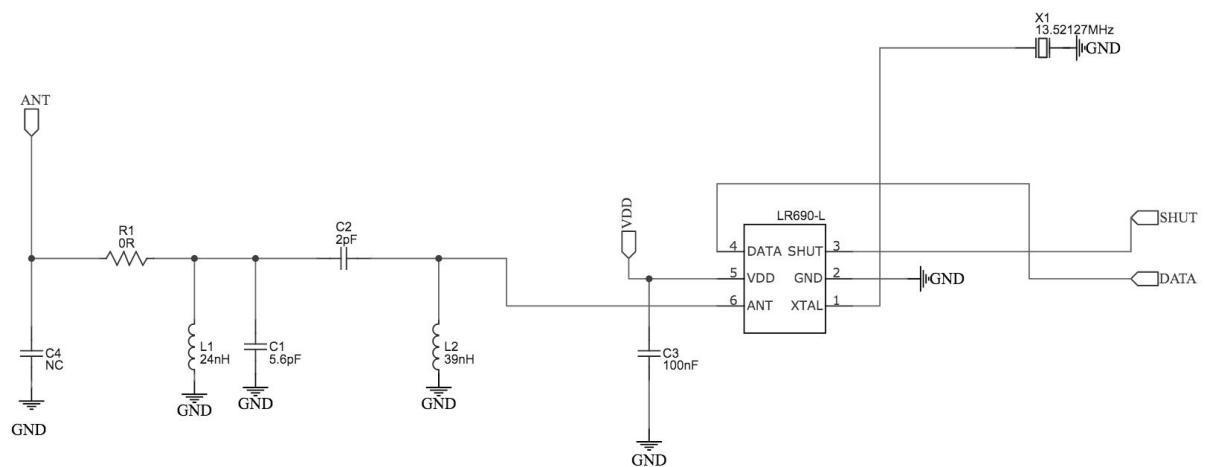 X1
13.52127MHz
GND
ANT
VDD
LR690-L
SHUT
R1
0R
C2
2pF
4 DATA SHUT 3
5 VDD GND 2
6 ANT XTAL 1
GND
DATA
C4
NC
L1
24nH
C1
5.6pF
L2
39nH
C3
100nF
GND
GND
GND
GND
GND